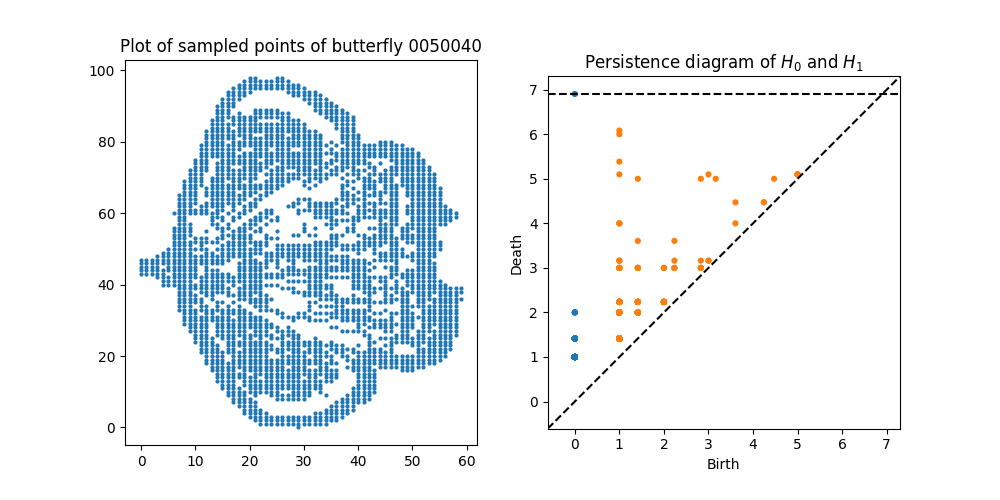 Plot of sampled points of butterfly 0050040
100
80
60
40
20
0
0 10 20 30 40 50 60
Persistence diagram of H₀ and H₁
7
6
5
4
3
2
1
0
Death
0 1 2 3 4 5 6 7
Birth